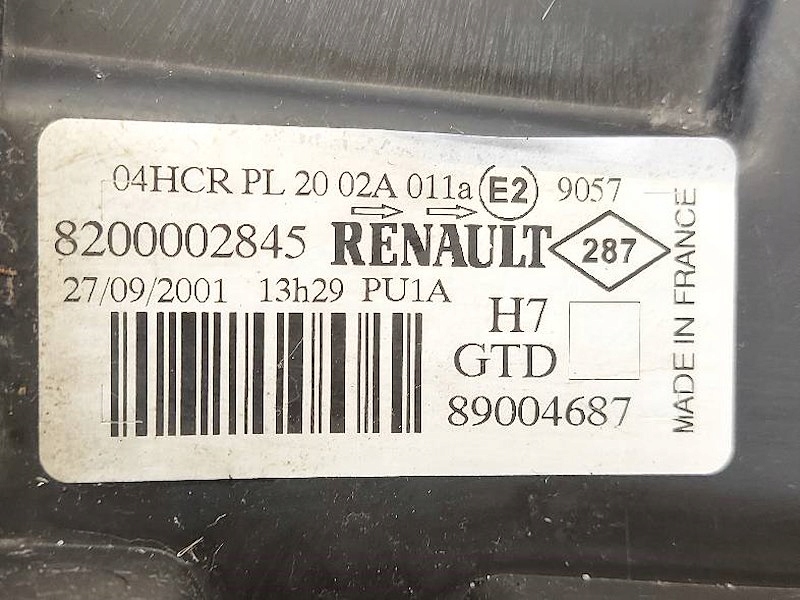 04HCR PL 20 02A 011a E2 9057
8200002845 RENAULT 287
27/09/2001 13h29 PU1A
H7
GTD
89004687
MADE IN FRANCE